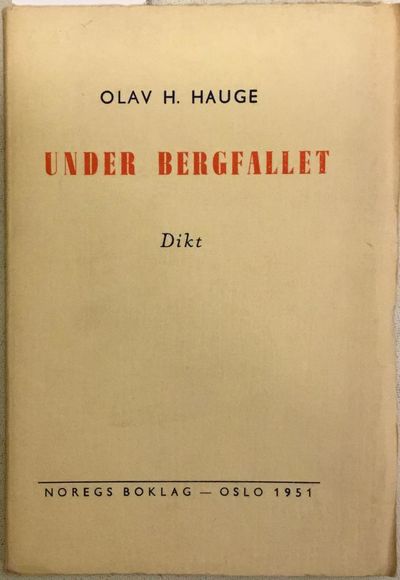 OLAV H. HAUGE
UNDER BERGFALLET
Dikt
NOREGS BOKLAG — OSLO 1951